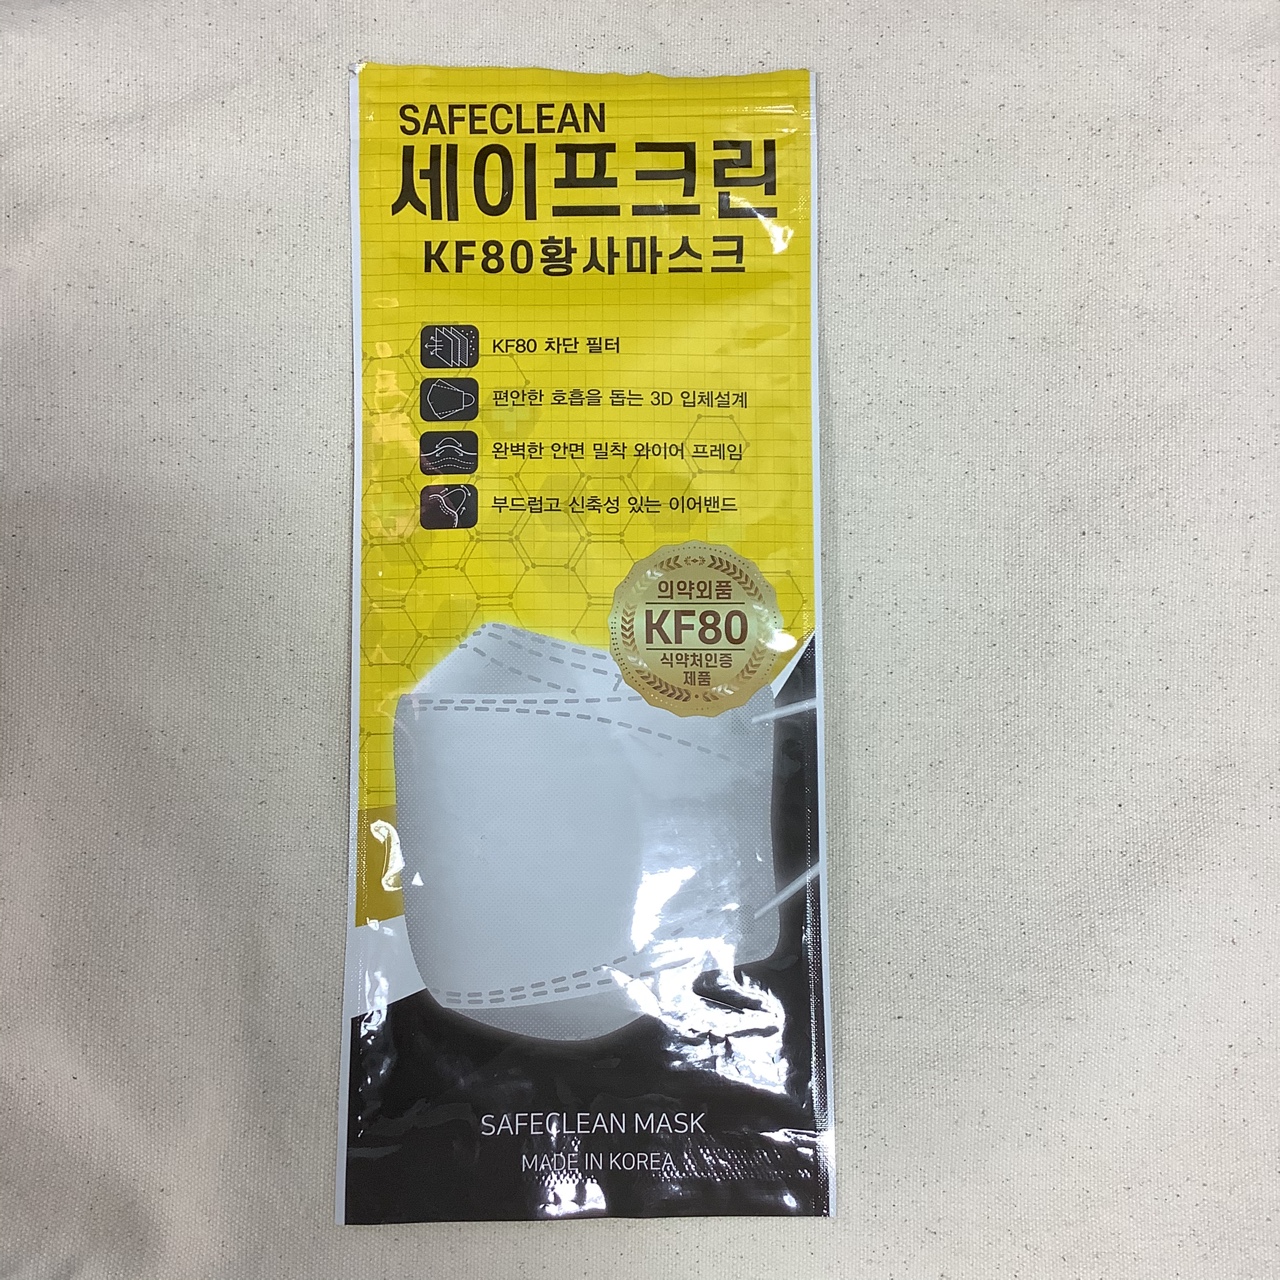 SAFECLEAN
세이프크린
KF80황사마스크
KF80 차단 필터
편안한 호흡을 돕는 3D 입체설계
완벽한 안면 밀착 와이어 프레임
부드럽고 신축성 있는 이어밴드
의약외품
KF80
식약처인증
제품
SAFECLEAN MASK
MADE IN KOREA